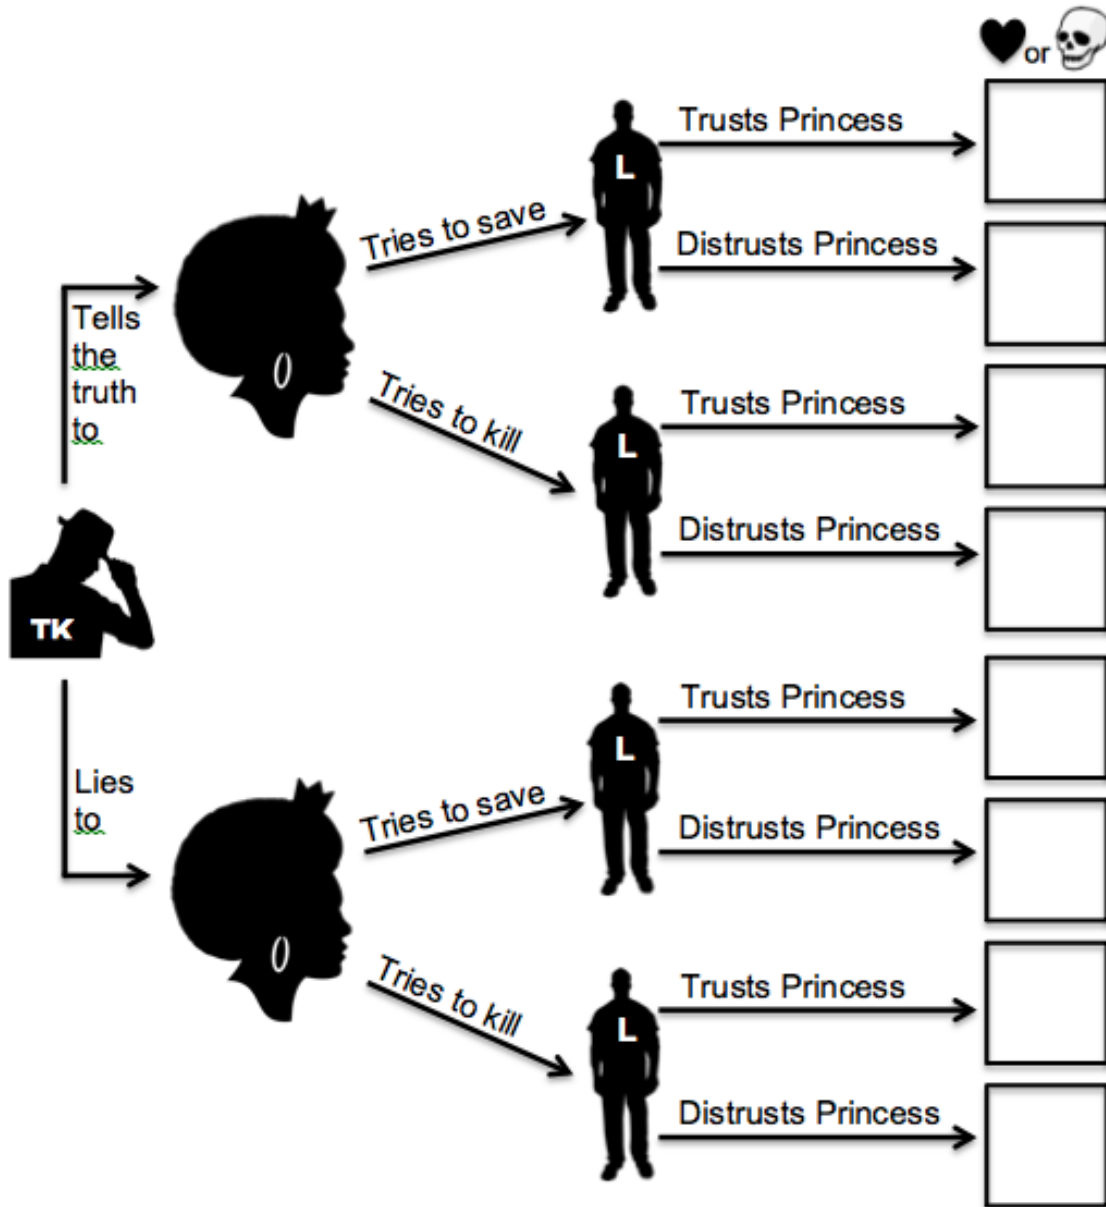 or
Trusts Princess
L
Tries to save
Distrusts Princess
Tells
the
truth
to
Tries to kill
Trusts Princess
L
Distrusts Princess
TK
Trusts Princess
L
Lies
to
Tries to save
Distrusts Princess
Tries to kill
Trusts Princess
L
Distrusts Princess